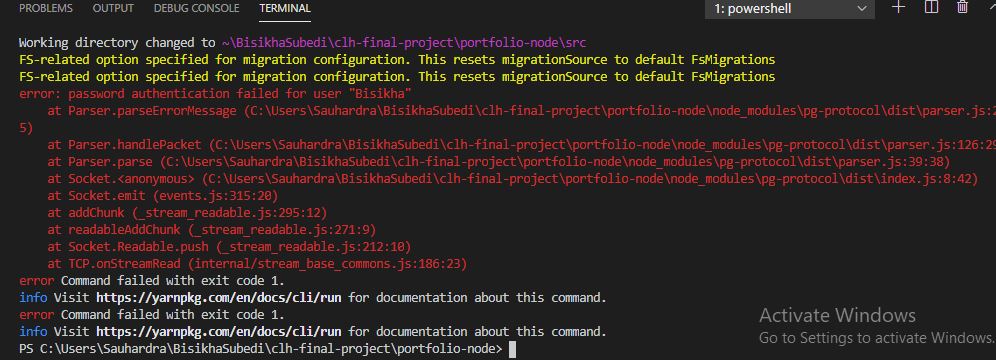 PROBLEMS OUTPUT DEBUG CONSOLE TERMINAL 1: powershell
Working directory changed to ~\BisikhaSubedi\clh-final-project\portfolio-node\src
FS-related option specified for migration configuration. This resets migrationSource to default FsMigrations
FS-related option specified for migration configuration. This resets migrationSource to default FsMigrations
error: password authentication failed for user "Bisikha"
at Parser.parseErrorMessage (C:\Users\Sauhardra\BisikhaSubedi\clh-final-project\portfolio-node\node_modules\pg-protocol\dist\parser.js:2
5)
at Parser.handlePacket (C:\Users\Sauhardra\BisikhaSubedi\clh-final-project\portfolio-node\node_modules\pg-protocol\dist\parser.js:126:29
at Parser.parse (C:\Users\Sauhardra\BisikhaSubedi\clh-final-project\portfolio-node\node_modules\pg-protocol\dist\parser.js:39:38)
at Socket.<anonymous> (C:\Users\Sauhardra\BisikhaSubedi\clh-final-project\portfolio-node\node_modules\pg-protocol\dist\index.js:8:42)
at Socket.emit (events.js:315:20)
at addChunk (_stream_readable.js:295:12)
at readableAddChunk (_stream_readable.js:271:9)
at Socket.Readable.push (_stream_readable.js:212:10)
at TCP.onStreamRead (internal/stream_base_commons.js:186:23)
error Command failed with exit code 1.
info Visit https://yarnpkg.com/en/docs/cli/run for documentation about this command.
error Command failed with exit code 1.
info Visit https://yarnpkg.com/en/docs/cli/run for documentation about this command.
PS C:\Users\Sauhardra\BisikhaSubedi\clh-final-project\portfolio-node>
Activate Windows
Go to Settings to activate Windows.